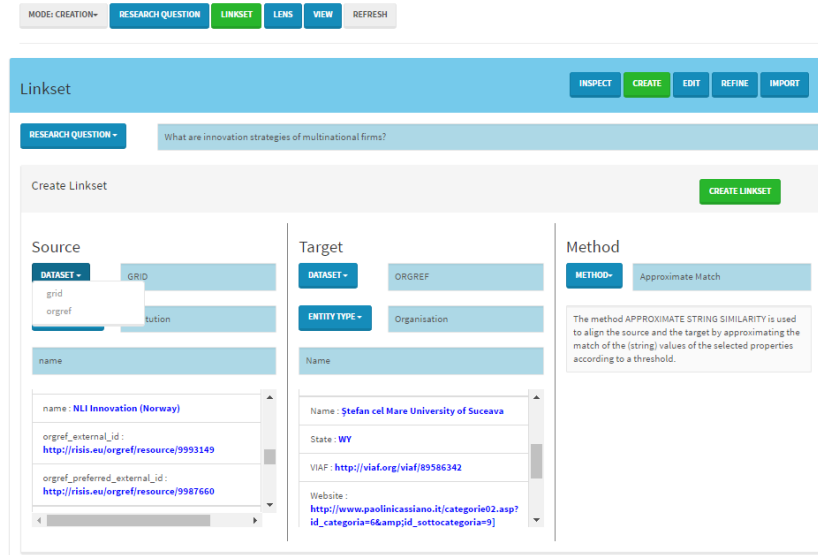 MODE: CREATION
RESEARCH QUESTION
LINKSET
LENS
VIEW
REFRESH
Linkset
INSPECT
CREATE
EDIT
REFINE
IMPORT
RESEARCH QUESTION
What are innovation strategies of multinational firms?
Create Linkset
CREATE LINKSET
Source
DATASET
GRID
grid
orgref
tution
name
name : NLI Innovation (Norway)
orgref_external_id :
http://risis.eu/orgref/resource/9993149
orgref_preferred_external_id :
http://risis.eu/orgref/resource/9987660
Target
DATASET
ORGREF
ENTITY TYPE
Organisation
Name
Name : Ștefan cel Mare University of Suceava
State : WY
VIAF : http://viaf.org/viaf/89586342
Website :
http://www.paolinicassiano.it/categorie02.asp?
id_categoria=6&amp;id_sottocategoria=9]
Method
METHOD
Approximate Match
The method APPROXIMATE STRING SIMILARITY is used
to align the source and the target by approximating the
match of the (string) values of the selected properties
according to a threshold.